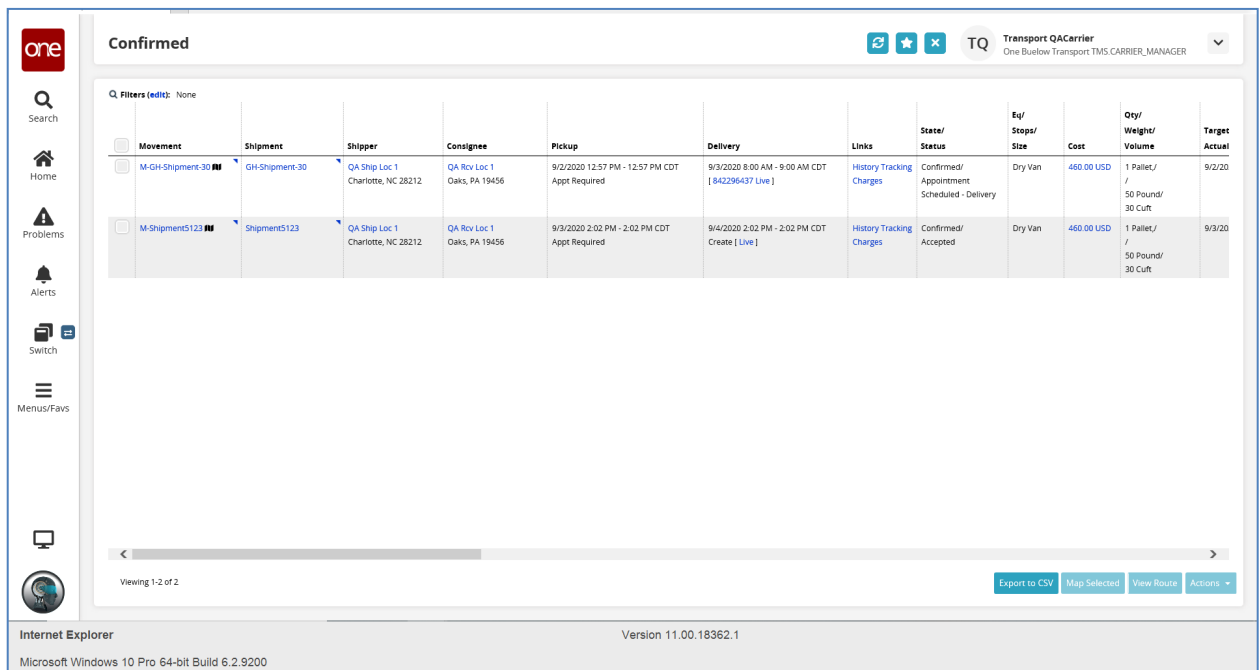 one
Confirmed
TQ
Transport QACarrier
One Buelow Transport TMS.CARRIER_MANAGER
Search
Home
Problems
Alerts
Switch
Menus/Favs
Filters (edit): None
Movement
Shipment
Shipper
Consignee
Pickup
Delivery
Links
State/
Status
Eq/
Stops/
Size
Cost
Qty/
Weight/
Volume
Target
Actual
M-GH-Shipment-30
GH-Shipment-30
QA Ship Loc 1
Charlotte, NC 28212
QA Rcv Loc 1
Oaks, PA 19456
9/2/2020 12:57 PM - 12:57 PM CDT
Appt Required
9/3/2020 8:00 AM - 9:00 AM CDT
[ 842296437 Live ]
History Tracking
Charges
Confirmed/
Appointment
Scheduled - Delivery
Dry Van
460.00 USD
1 Pallet,/
/
50 Pound/
30 Cuft
9/2/20
M-Shipment5123
Shipment5123
QA Ship Loc 1
Charlotte, NC 28212
QA Rcv Loc 1
Oaks, PA 19456
9/3/2020 2:02 PM - 2:02 PM CDT
Appt Required
9/4/2020 2:02 PM - 2:02 PM CDT
Create [ Live ]
History Tracking
Charges
Confirmed/
Accepted
Dry Van
460.00 USD
1 Pallet,/
/
50 Pound/
30 Cuft
9/3/20
Viewing 1-2 of 2
Export to CSV
Map Selected
View Route
Actions
Internet Explorer
Version 11.00.18362.1
Microsoft Windows 10 Pro 64-bit Build 6.2.9200